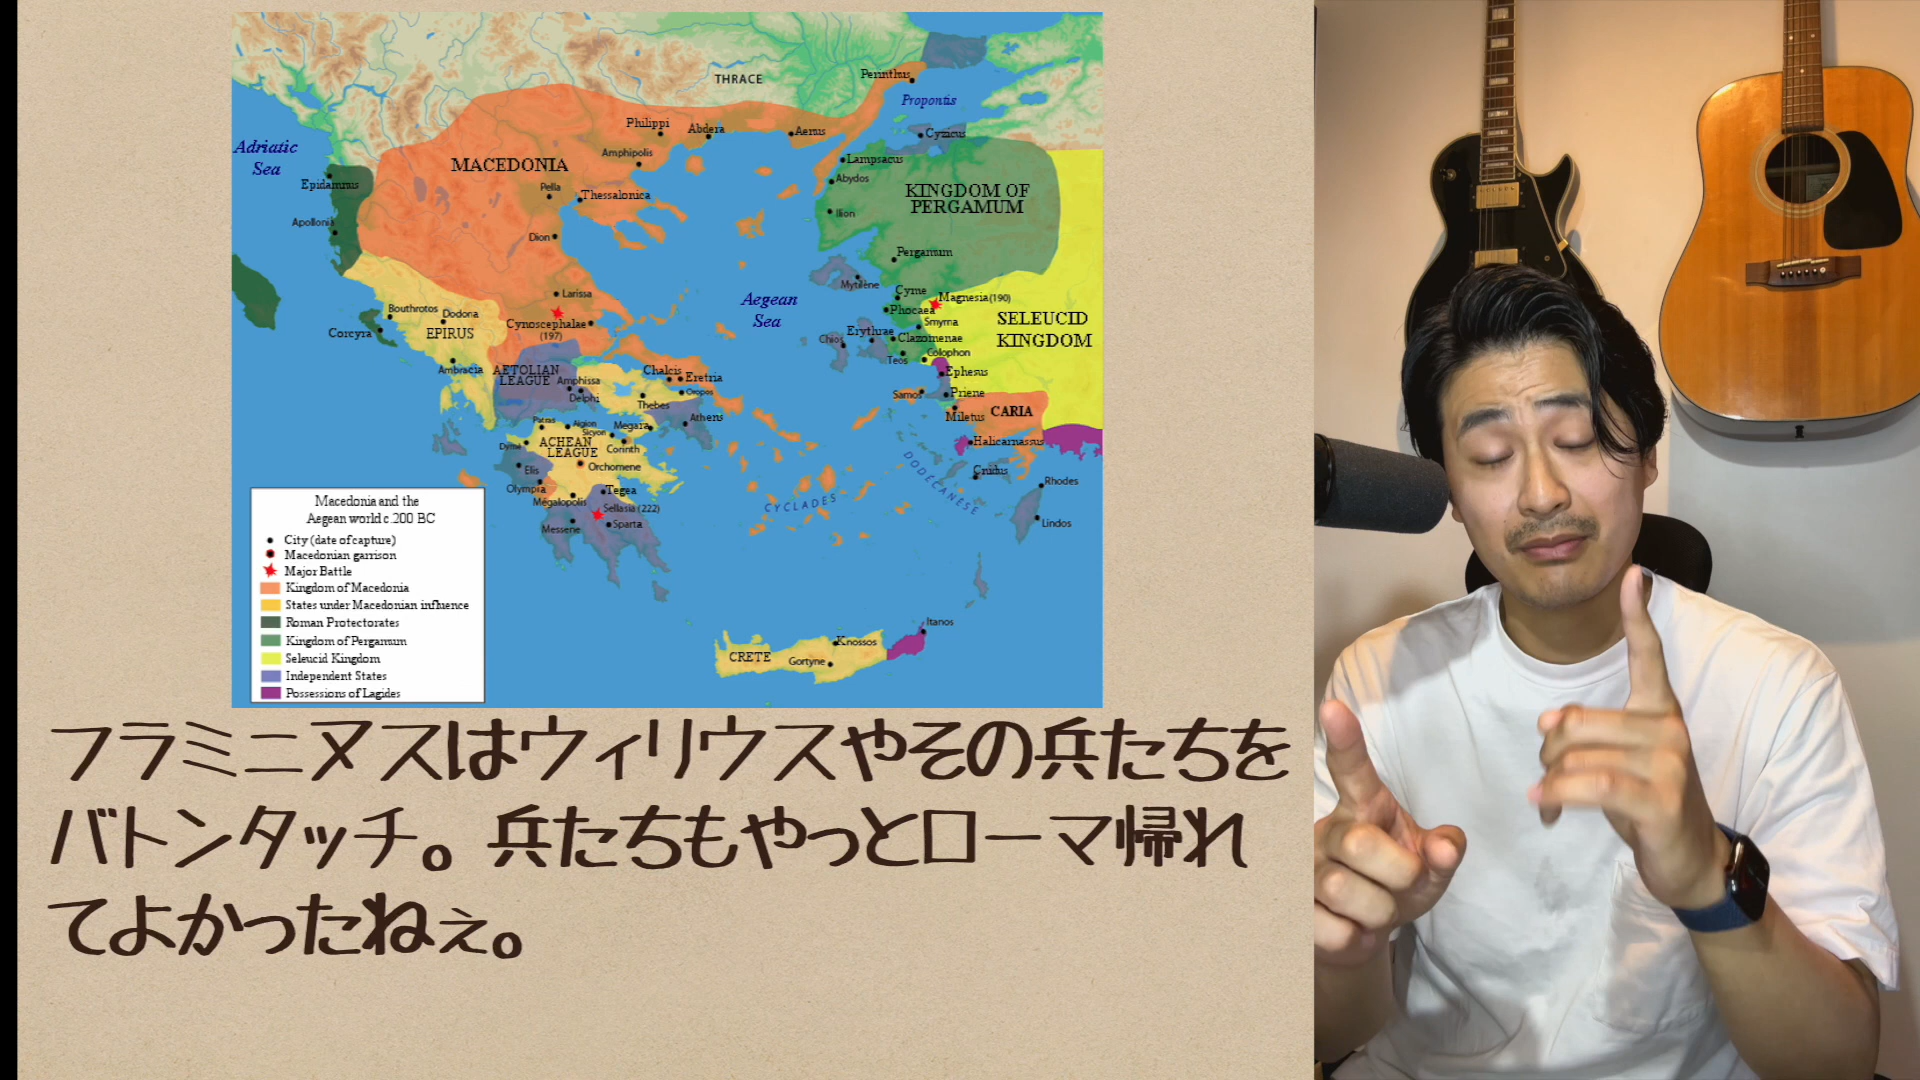 THRACE
Perinthus
Propontis
Philippi
Abdera
Aenus
Cyzicus
Adriatic
Sea
MACEDONIA
Amphipolis
Lampsacus
Epidamnus
Pella
Thessalonica
Abydos
KINGDOM OF
PERGAMUM
Apollonia
Ilion
Dion
Pergamum
Mytilène
Larissa
Aegean
Sea
Cyme
Magnesia (190)
Bouthrotos
Dodona
Phocaea
SELEUCID
KINGDOM
Corcyra
EPIRUS
Cynoscephalae
(197)
Smyrna
Chios
Erythrae
Clazomenae
Teos
Colophon
Ambracia
AETOLIAN
LEAGUE
Amphissa
Delphi
Chalcis
Eretria
Oropos
Thebes
Ephesus
Samos
Priene
Miletus
CARIA
Athens
Patras
Aigion
Sicyon
Megara
Dymé
ACHEAN
LEAGUE
Corinth
Halicarnassus
Elis
Orchomene
Olympia
Tegea
Cnidus
DODECANESE
Rhodes
Mégalopolis
Sellasia (222)
CYCLADES
Messene
Sparta
Lindos
Itanos
Knossos
CRETE
Gortyne
Macedonia and the
Aegean world c.200 BC
City (date of capture)
Macedonian garrison
Major Battle
Kingdom of Macedonia
States under Macedonian influence
Roman Protectorates
Kingdom of Pergamum
Seleucid Kingdom
Independent States
Possessions of Lagides
フラミニヌスはウィリウスやその兵たちを
バトンタッチ。兵たちもやっとローマ帰れ
てよかったねぇ。